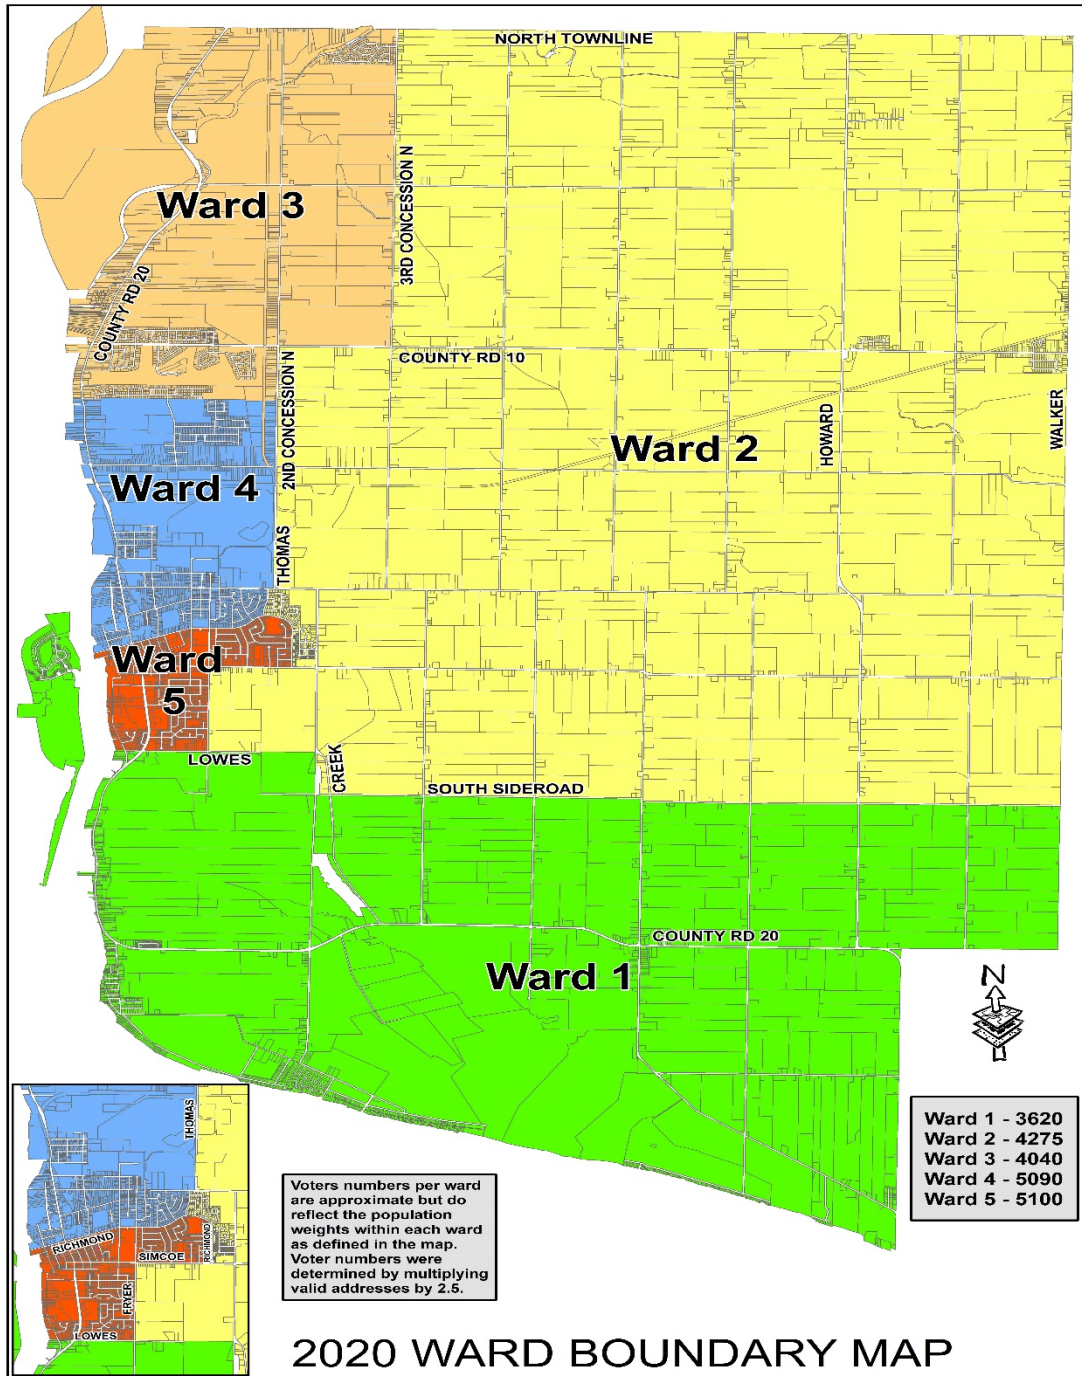 NORTH TOWNLINE
3RD CONCESSION N
Ward 3
COUNTY RD 20
COUNTY RD 10
2ND CONCESSION N
HOWARD
WALKER
Ward 2
Ward 4
THOMAS
Ward
5
LOWES
CREEK
SOUTH SIDEROAD
COUNTY RD 20
Ward 1
N
THOMAS
RICHMOND
SIMCOE
RICHMOND
FRYER
LOWES
Voters numbers per ward
are approximate but do
reflect the population
weights within each ward
as defined in the map.
Voter numbers were
determined by multiplying
valid addresses by 2.5.
Ward 1 - 3620
Ward 2 - 4275
Ward 3 - 4040
Ward 4 - 5090
Ward 5 - 5100
2020 WARD BOUNDARY MAP